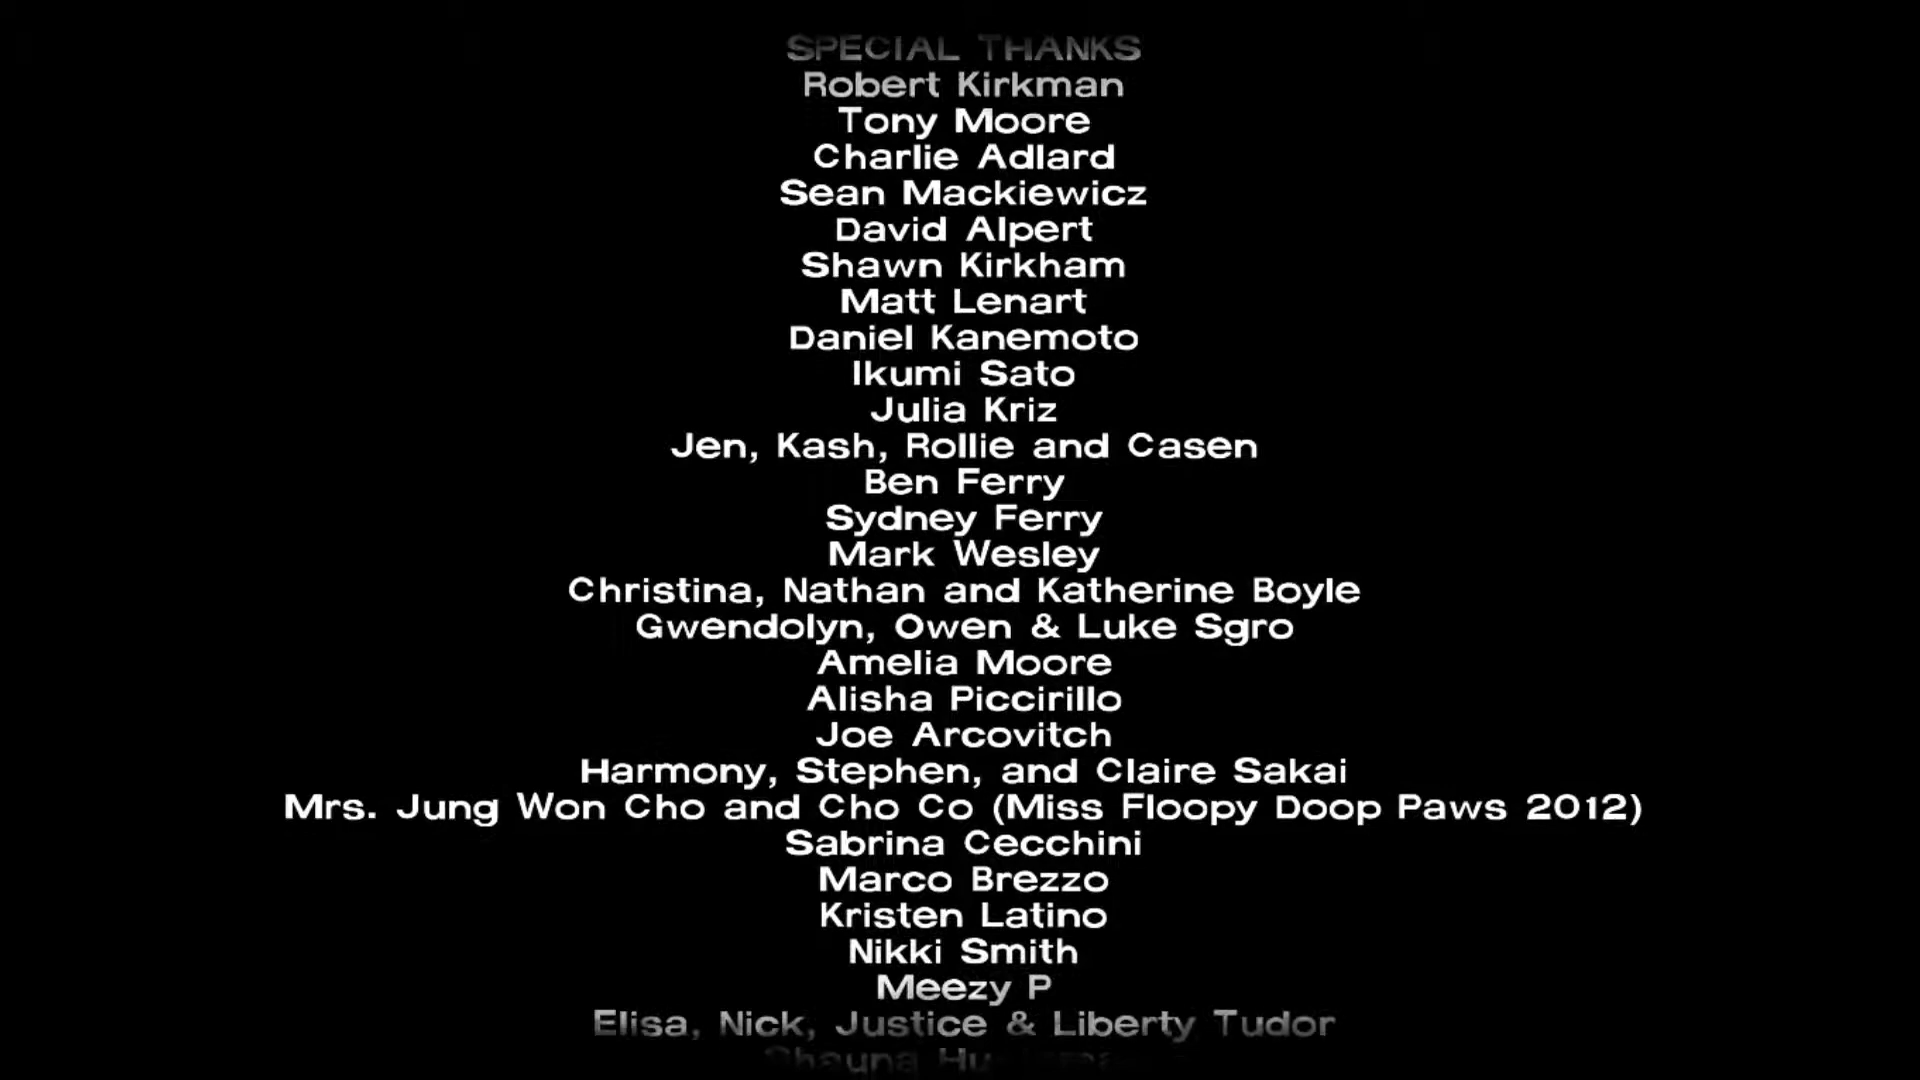 SPECIAL THANKS
Robert Kirkman
Tony Moore
Charlie Adlard
Sean Mackiewicz
David Alpert
Shawn Kirkham
Matt Lenart
Daniel Kanemoto
Ikumi Sato
Julia Kriz
Jen, Kash, Rollie and Casen
Ben Ferry
Sydney Ferry
Mark Wesley
Christina, Nathan and Katherine Boyle
Gwendolyn, Owen & Luke Sgro
Amelia Moore
Alisha Piccirillo
Joe Arcovitch
Harmony, Stephen, and Claire Sakai
Mrs. Jung Won Cho and Cho Co (Miss Floopy Doop Paws 2012)
Sabrina Cecchini
Marco Brezzo
Kristen Latino
Nikki Smith
Meezy P
Elisa, Nick, Justice & Liberty Tudor
Shauna